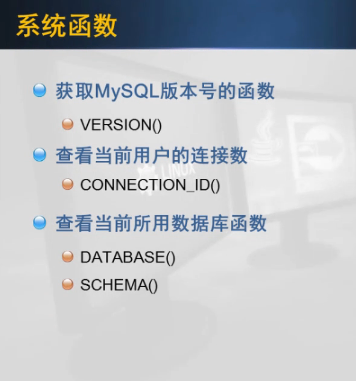 系统函数
获取MySQL版本号的函数
VERSION()
查看当前用户的连接数
CONNECTION_ID()
查看当前所用数据库函数
DATABASE()
SCHEMA()